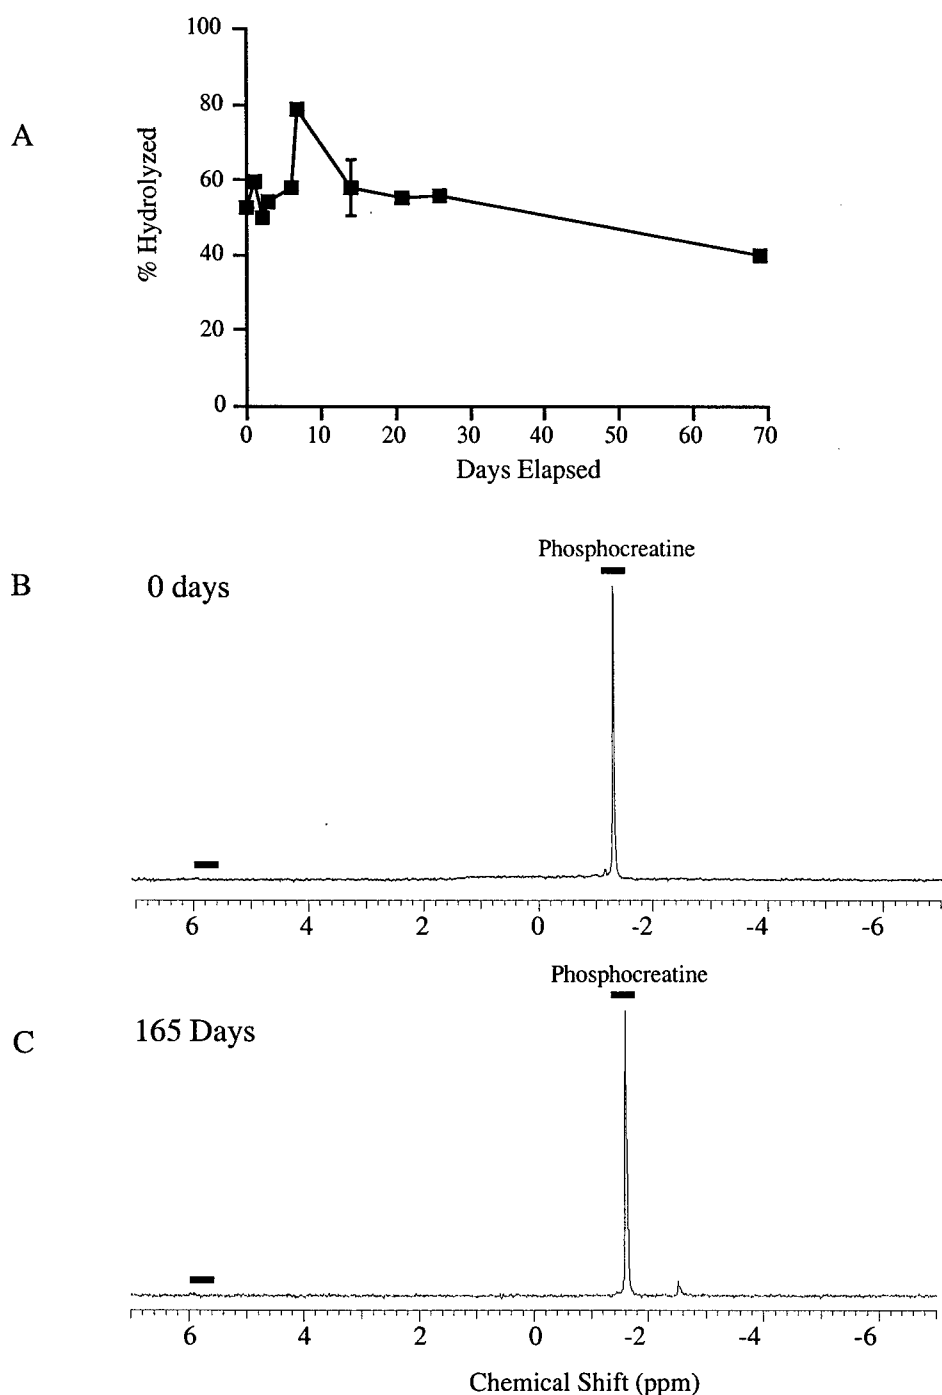 A
% Hydrolyzed
100
80
60
40
20
0
0 10 20 30 40 50 60 70
Days Elapsed
B
0 days
Phosphocreatine
6 4 2 0 -2 -4 -6
C
165 Days
Phosphocreatine
6 4 2 0 -2 -4 -6
Chemical Shift (ppm)